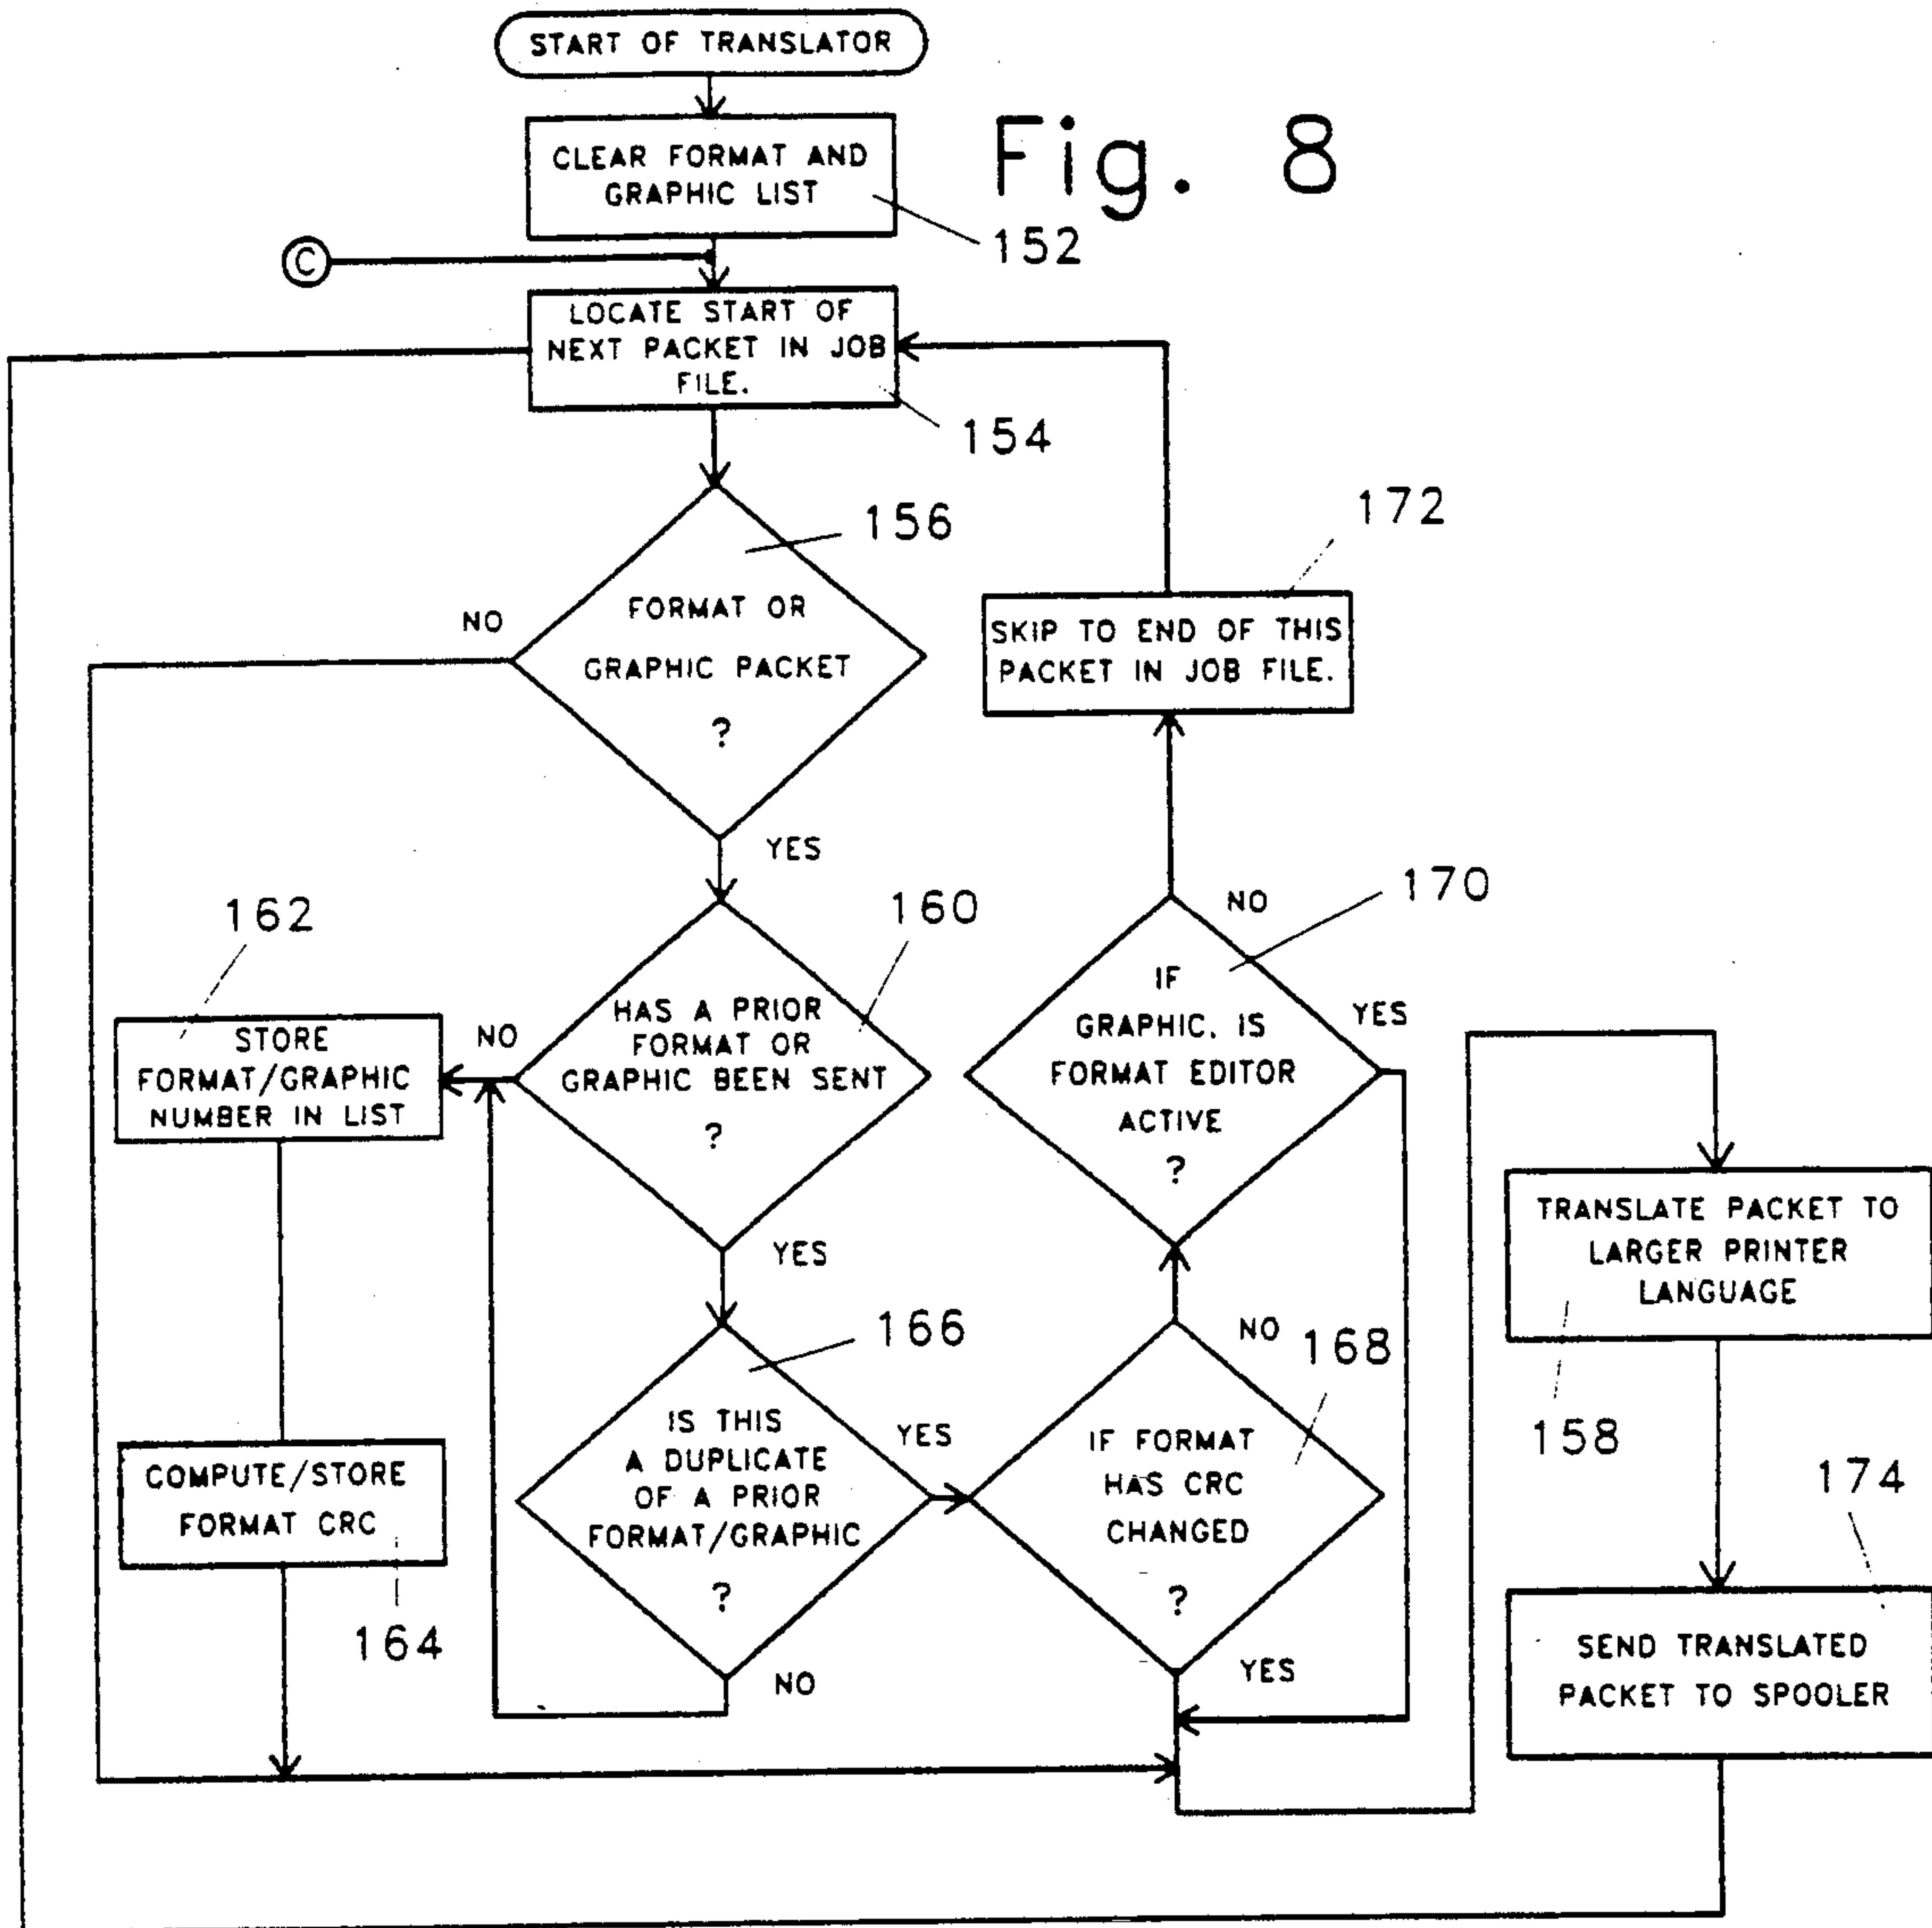 START OF TRANSLATOR
Fig. 8
CLEAR FORMAT AND
GRAPHIC LIST
152
C
LOCATE START OF
NEXT PACKET IN JOB
FILE.
154
156
FORMAT OR
GRAPHIC PACKET
?
NO
YES
172
SKIP TO END OF THIS
PACKET IN JOB FILE.
160
HAS A PRIOR
FORMAT OR
GRAPHIC BEEN SENT
?
NO
YES
162
STORE
FORMAT/GRAPHIC
NUMBER IN LIST
170
NO
IF
GRAPHIC, IS
FORMAT EDITOR
ACTIVE
?
YES
TRANSLATE PACKET TO
LARGER PRINTER
LANGUAGE
158
166
IS THIS
A DUPLICATE
OF A PRIOR
FORMAT/GRAPHIC
?
YES
NO
NO
168
IF FORMAT
HAS CRC
CHANGED
?
YES
COMPUTE/STORE
FORMAT CRC
164
174
SEND TRANSLATED
PACKET TO SPOOLER